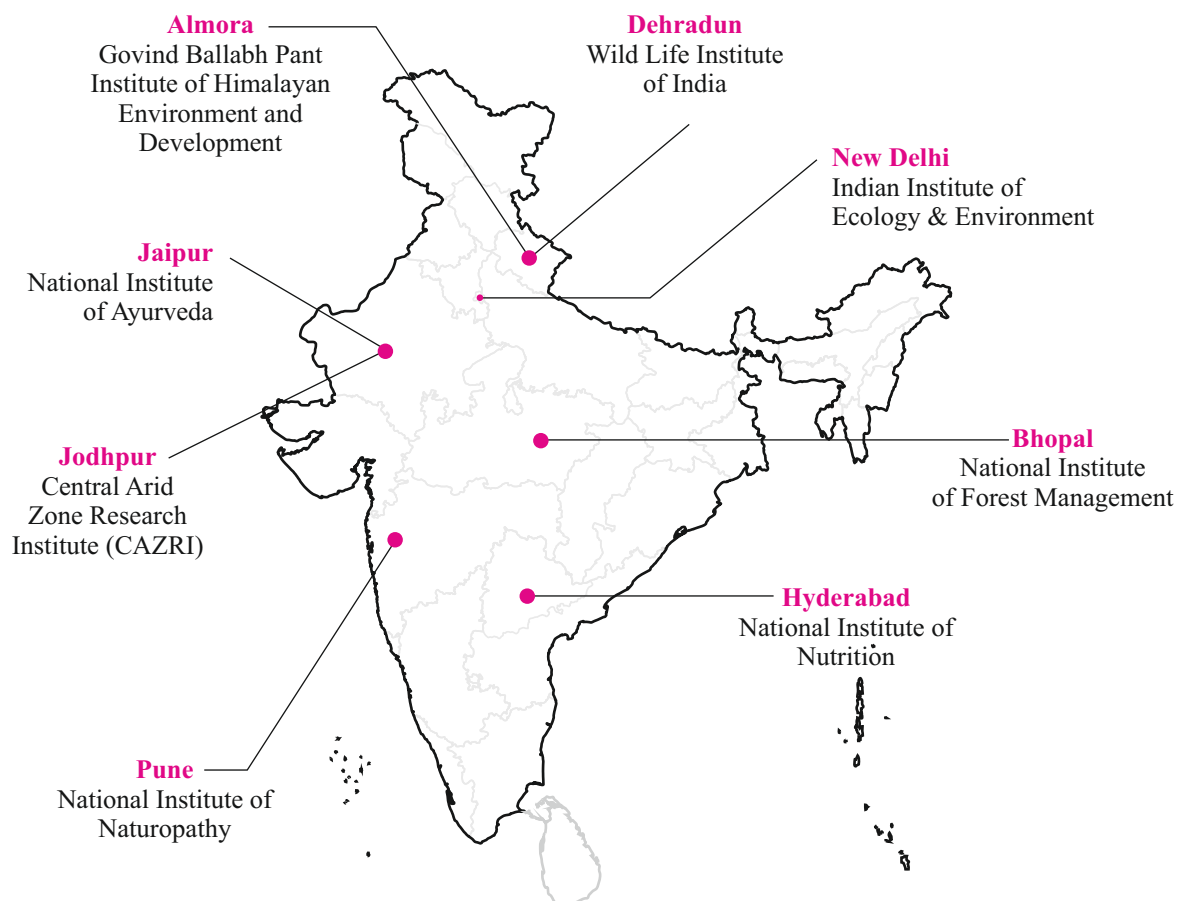 Almora
Govind Ballabh Pant
Institute of Himalayan
Environment and
Development
Dehradun
Wild Life Institute
of India
New Delhi
Indian Institute of
Ecology & Environment
Jaipur
National Institute
of Ayurveda
Jodhpur
Central Arid
Zone Research
Institute (CAZRI)
Bhopal
National Institute
of Forest Management
Hyderabad
National Institute of
Nutrition
Pune
National Institute of
Naturopathy